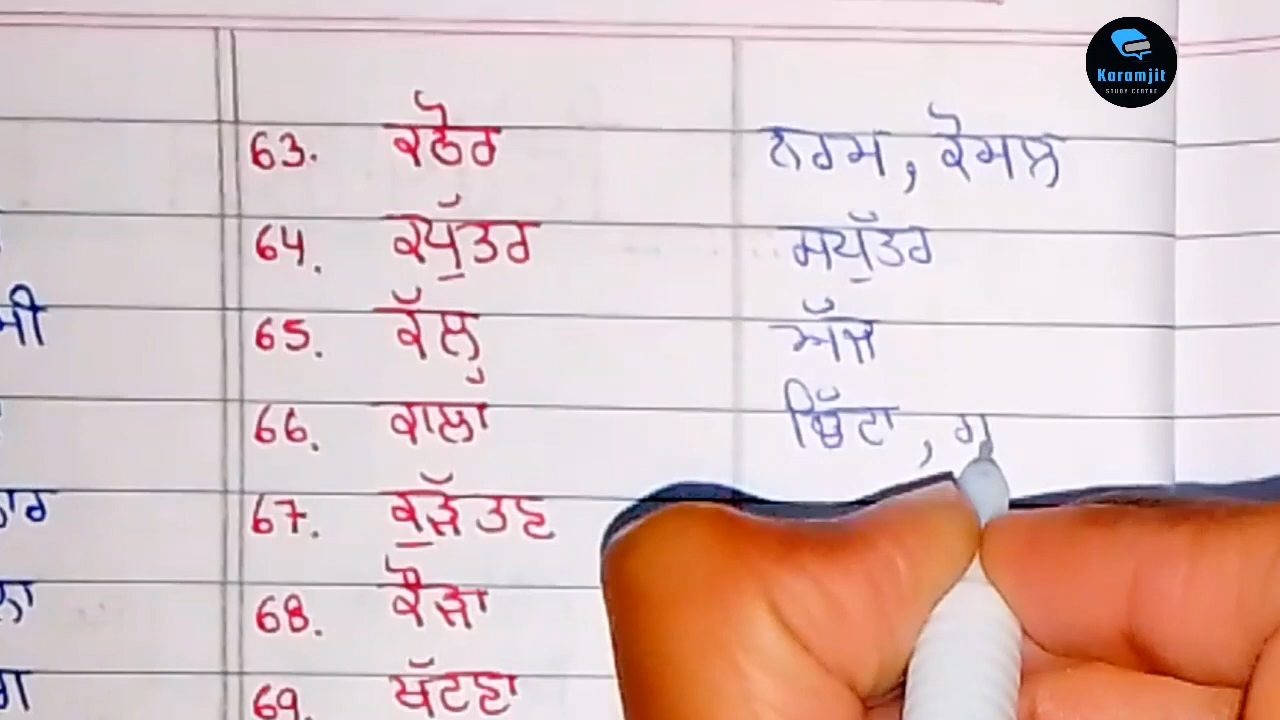 Karamjit
STUDY CENTRE
63. ਕਠੋਰ ਨਰਮ, ਕੋਮਲ
64. ਕਪੁੱਤਰ ਸਪੁੱਤਰ
ਮੀ 65. ਕੱਲ੍ਹ ਅੱਜ
66. ਕਾਲਾ ਚਿੱਟਾ, ਗ
67. ਕੁੜੱਤਣ
68. ਕੌੜਾ
69. ਖੱਟਣਾ